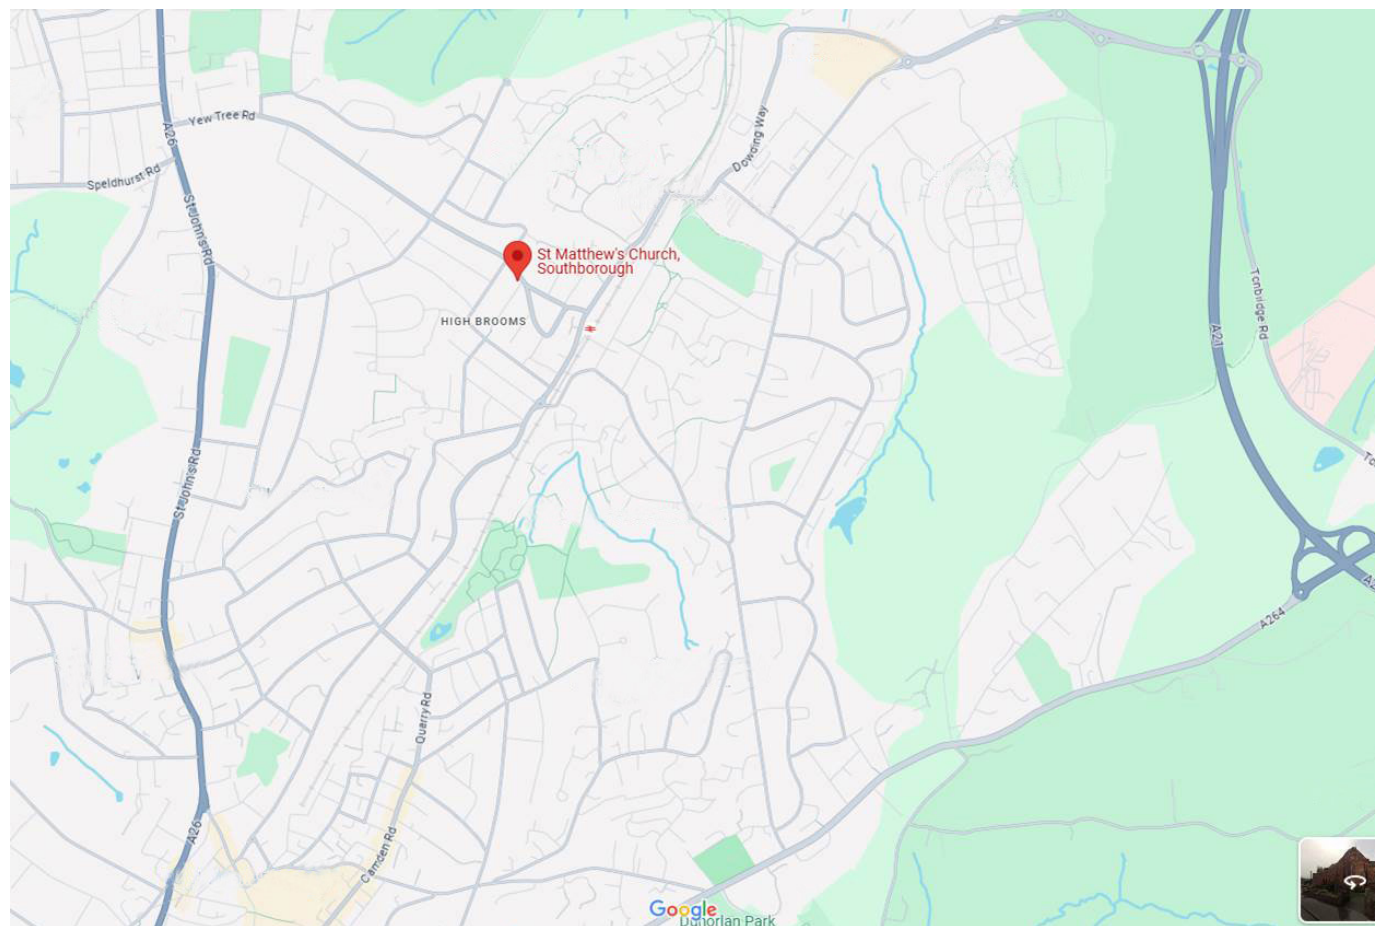 Yew Tree Rd
A26
Speldhurst Rd
Dowding Way
St John's Rd
St Matthew's Church,
Southborough
HIGH BROOMS
Tonbridge Rd
A21
St John's Rd
A264
Quarry Rd
A26
Camden Rd
Google
Dunorlan Park